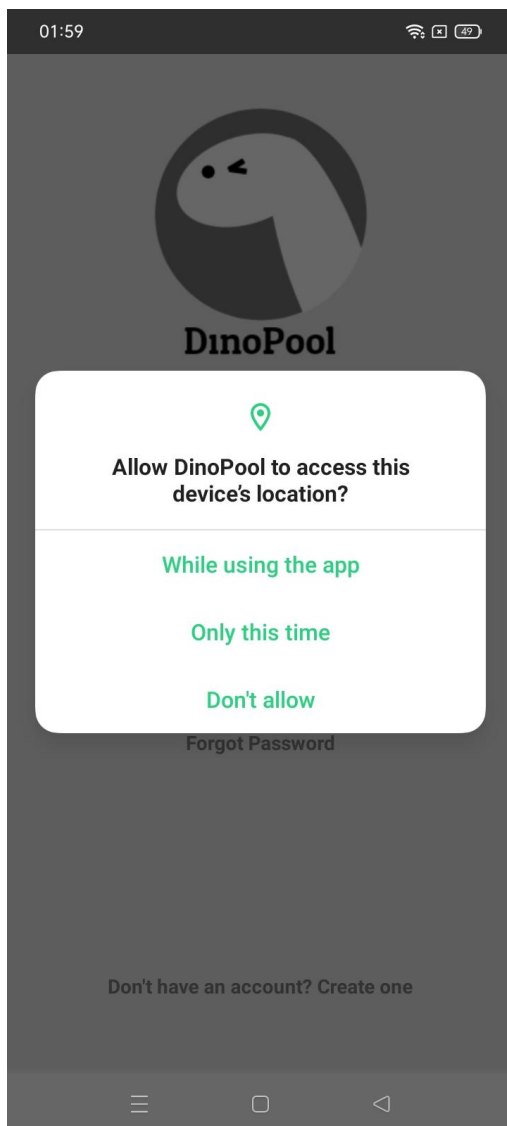 01:59
49
DinoPool
Allow DinoPool to access this
device’s location?
While using the app
Only this time
Don't allow
Forgot Password
Don't have an account? Create one